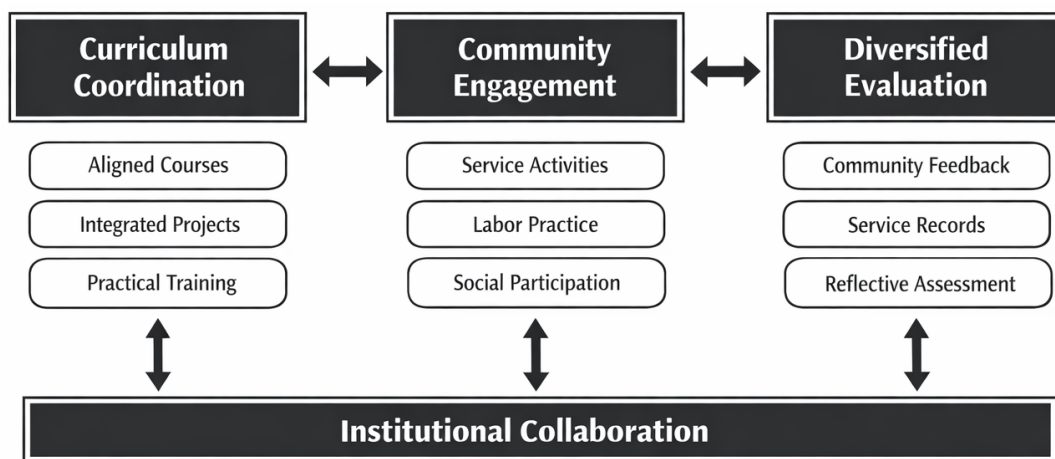 Curriculum
Coordination
Community
Engagement
Diversified
Evaluation
Aligned Courses
Integrated Projects
Practical Training
Service Activities
Labor Practice
Social Participation
Community Feedback
Service Records
Reflective Assessment
Institutional Collaboration